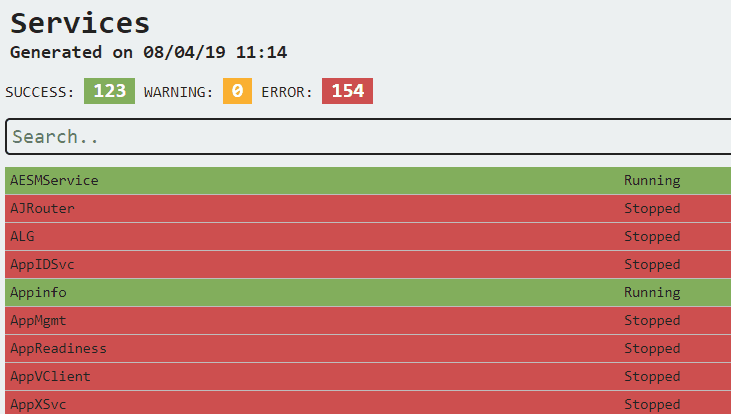 Services
Generated on 08/04/19 11:14
SUCCESS: 123 WARNING: 0 ERROR: 154
Search..
AESMService Running
AJRouter Stopped
ALG Stopped
AppIDSvc Stopped
Appinfo Running
AppMgmt Stopped
AppReadiness Stopped
AppVClient Stopped
AppXSvc Stopped